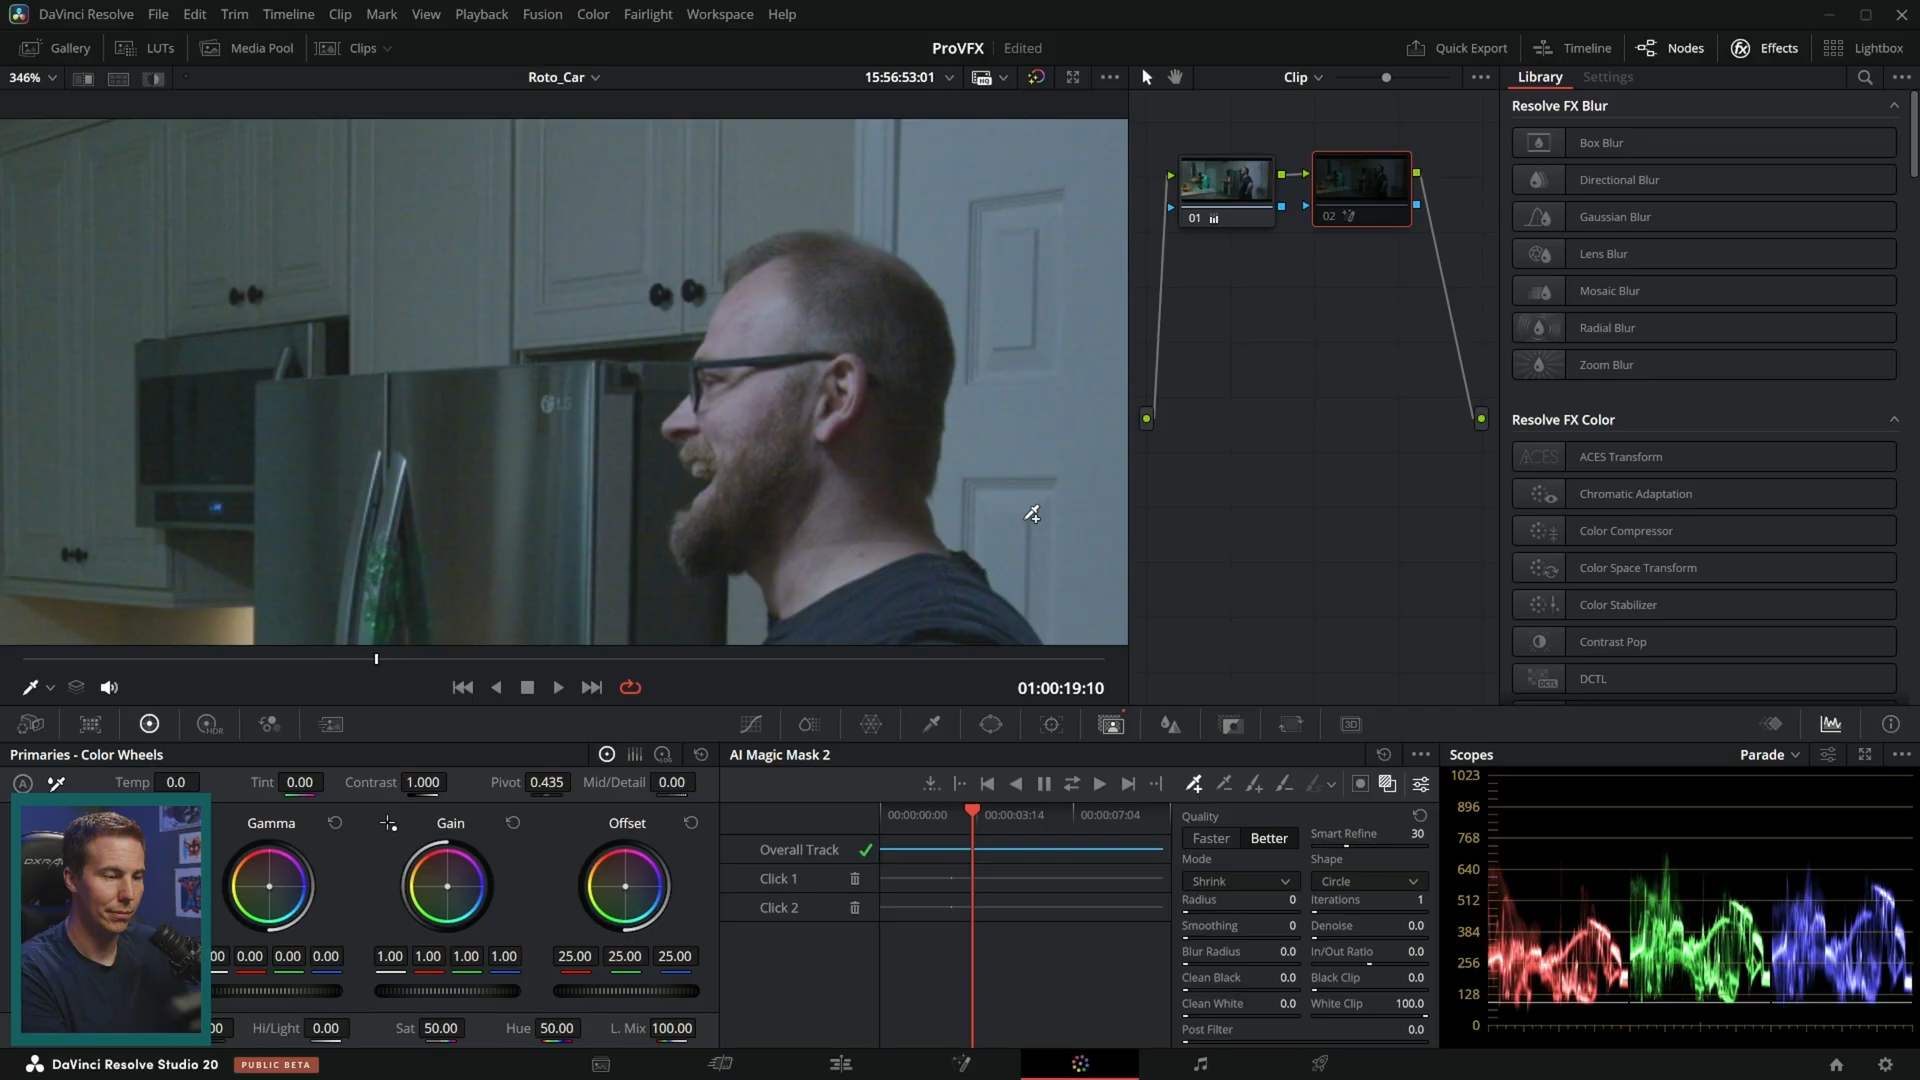 DaVinci Resolve File Edit Trim Timeline Clip Mark View Playback Fusion Color Fairlight Workspace Help
Gallery LUTs Media Pool Clips ProVFX Edited Quick Export Timeline Nodes Effects Lightbox
346% Roto_Car 15:56:53:01 Clip Library Settings
Resolve FX Blur
Box Blur
Directional Blur
Gaussian Blur
Lens Blur
Mosaic Blur
Radial Blur
Zoom Blur
Resolve FX Color
ACES Transform
Chromatic Adaptation
Color Compressor
Color Space Transform
Color Stabilizer
Contrast Pop
DCTL
01
02
LG
01:00:19:10
Primaries - Color Wheels
Temp 0.0 Tint 0.00 Contrast 1.000 Pivot 0.435 Mid/Detail 0.00
Gamma Gain Offset
0.00 0.00 0.00 1.00 1.00 1.00 1.00 25.00 25.00 25.00
Hi/Light 0.00 Sat 50.00 Hue 50.00 L. Mix 100.00
AI Magic Mask 2
00:00:00:00 00:00:03:14 00:00:07:04
Overall Track
Click 1
Click 2
Quality
Faster Better Smart Refine 30
Mode Shape
Shrink Circle
Radius 0 Iterations 1
Smoothing 0 Denoise 0.0
Blur Radius 0.0 In/Out Ratio 0.0
Clean Black 0.0 Black Clip 0.0
Clean White 0.0 White Clip 100.0
Post Filter 0.0
Scopes Parade
1023
896
768
640
512
384
256
128
0
DaVinci Resolve Studio 20 PUBLIC BETA